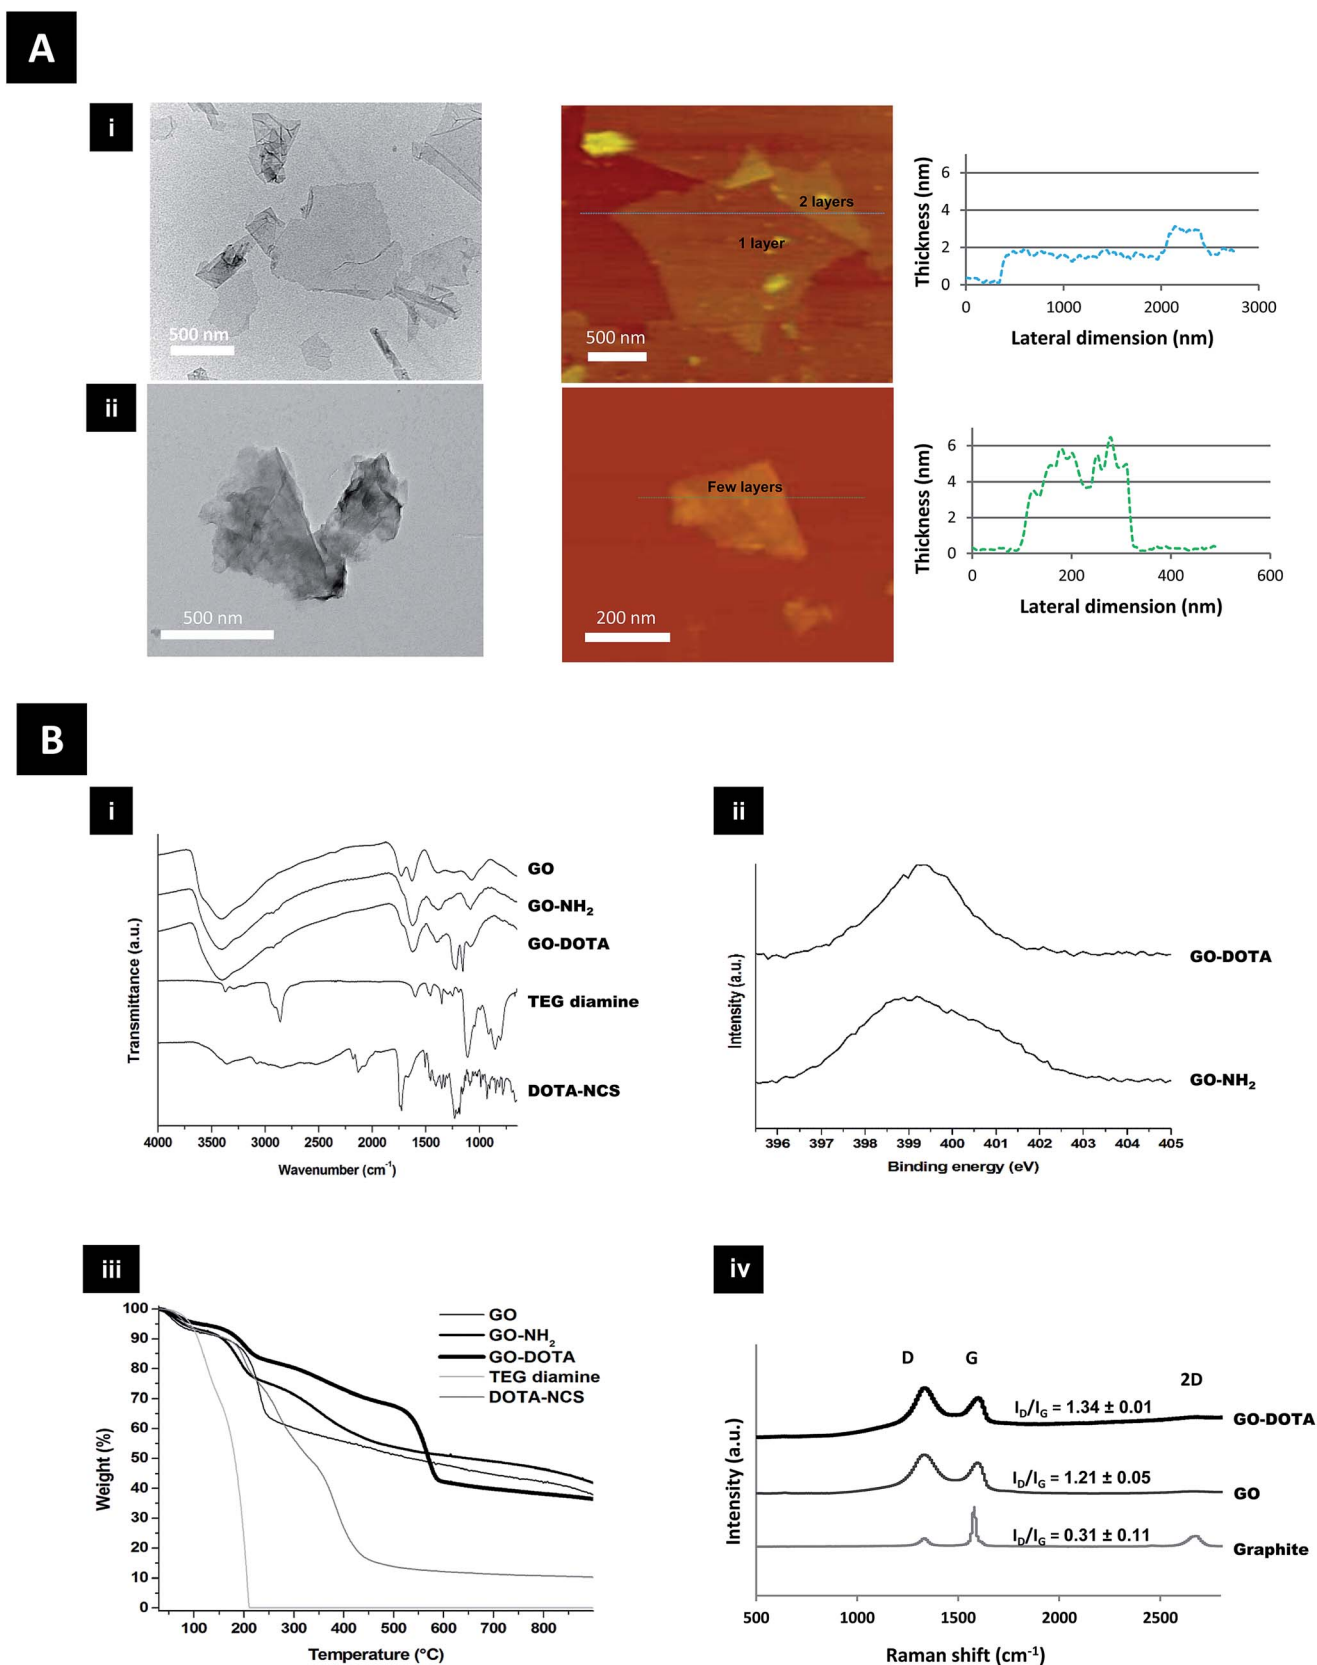 A
i
500 nm
2 layers
1 layer
500 nm
Thickness (nm)
6
4
2
0
0 1000 2000 3000
Lateral dimension (nm)
ii
500 nm
Few layers
200 nm
Thickness (nm)
6
4
2
0
0 200 400 600
Lateral dimension (nm)
B
i
GO
GO-NH₂
GO-DOTA
TEG diamine
DOTA-NCS
Transmittance (a.u.)
4000 3500 3000 2500 2000 1500 1000
Wavenumber (cm⁻¹)
ii
GO-DOTA
GO-NH₂
Intensity (a.u.)
396 397 398 399 400 401 402 403 404 405
Binding energy (eV)
iii
GO
GO-NH₂
GO-DOTA
TEG diamine
DOTA-NCS
Weight (%)
100
90
80
70
60
50
40
30
20
10
0
100 200 300 400 500 600 700 800
Temperature (°C)
iv
D G 2D
I_D/I_G = 1.34 ± 0.01
GO-DOTA
I_D/I_G = 1.21 ± 0.05
GO
I_D/I_G = 0.31 ± 0.11
Graphite
Intensity (a.u.)
500 1000 1500 2000 2500
Raman shift (cm⁻¹)